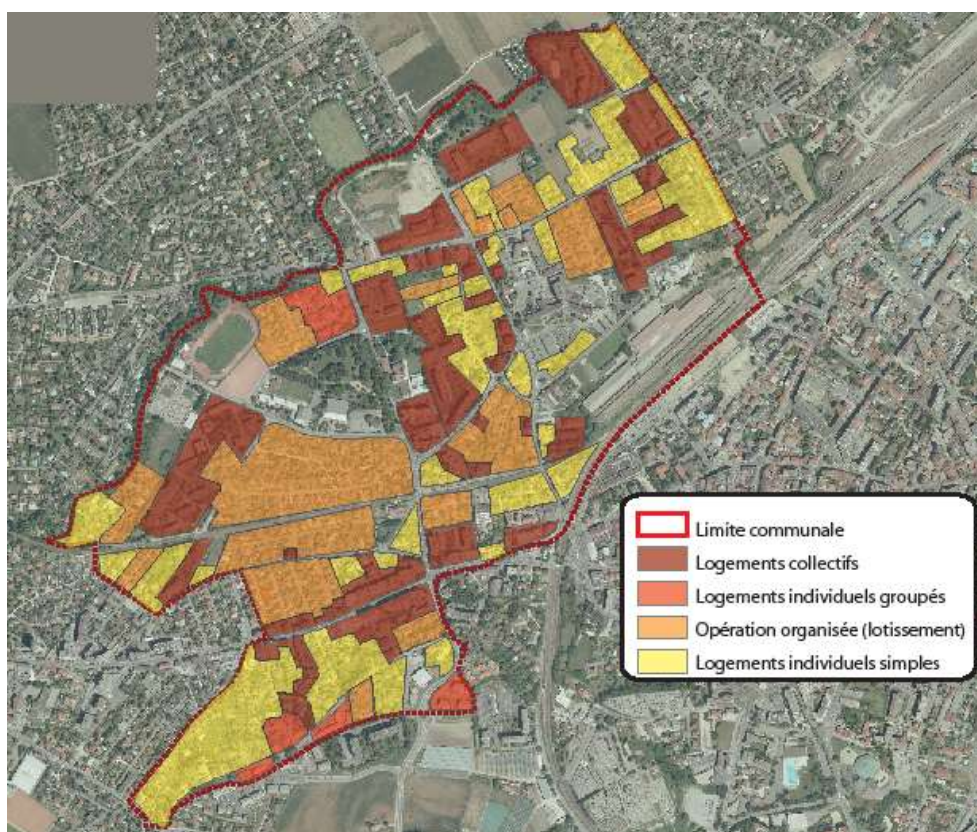 Limite communale
Logements collectifs
Logements individuels groupés
Opération organisée (lotissement)
Logements individuels simples